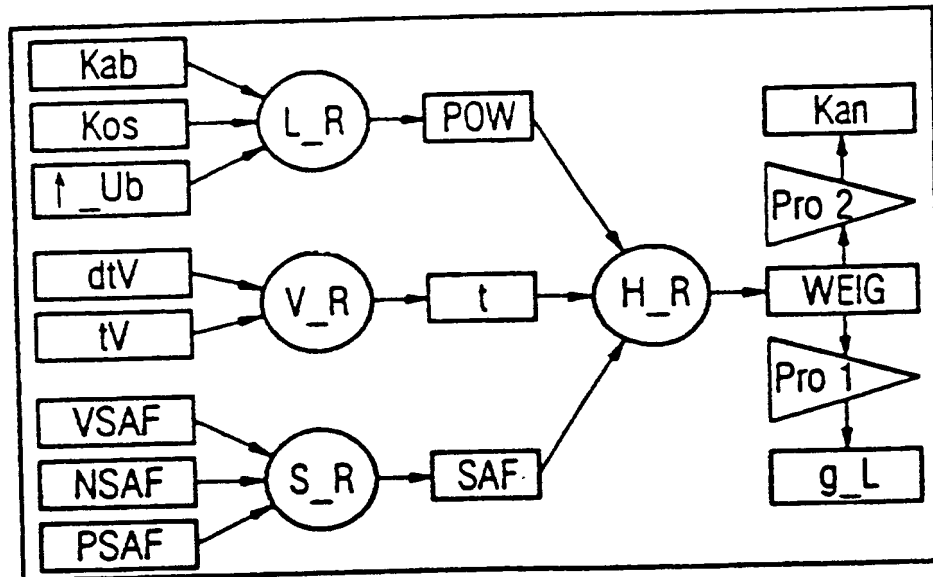 Kab
Kos
↑_Ub
L_R
POW
dtV
tV
V_R
t
VSAF
NSAF
PSAF
S_R
SAF
H_R
Kan
Pro 2
WEIG
Pro 1
g_L